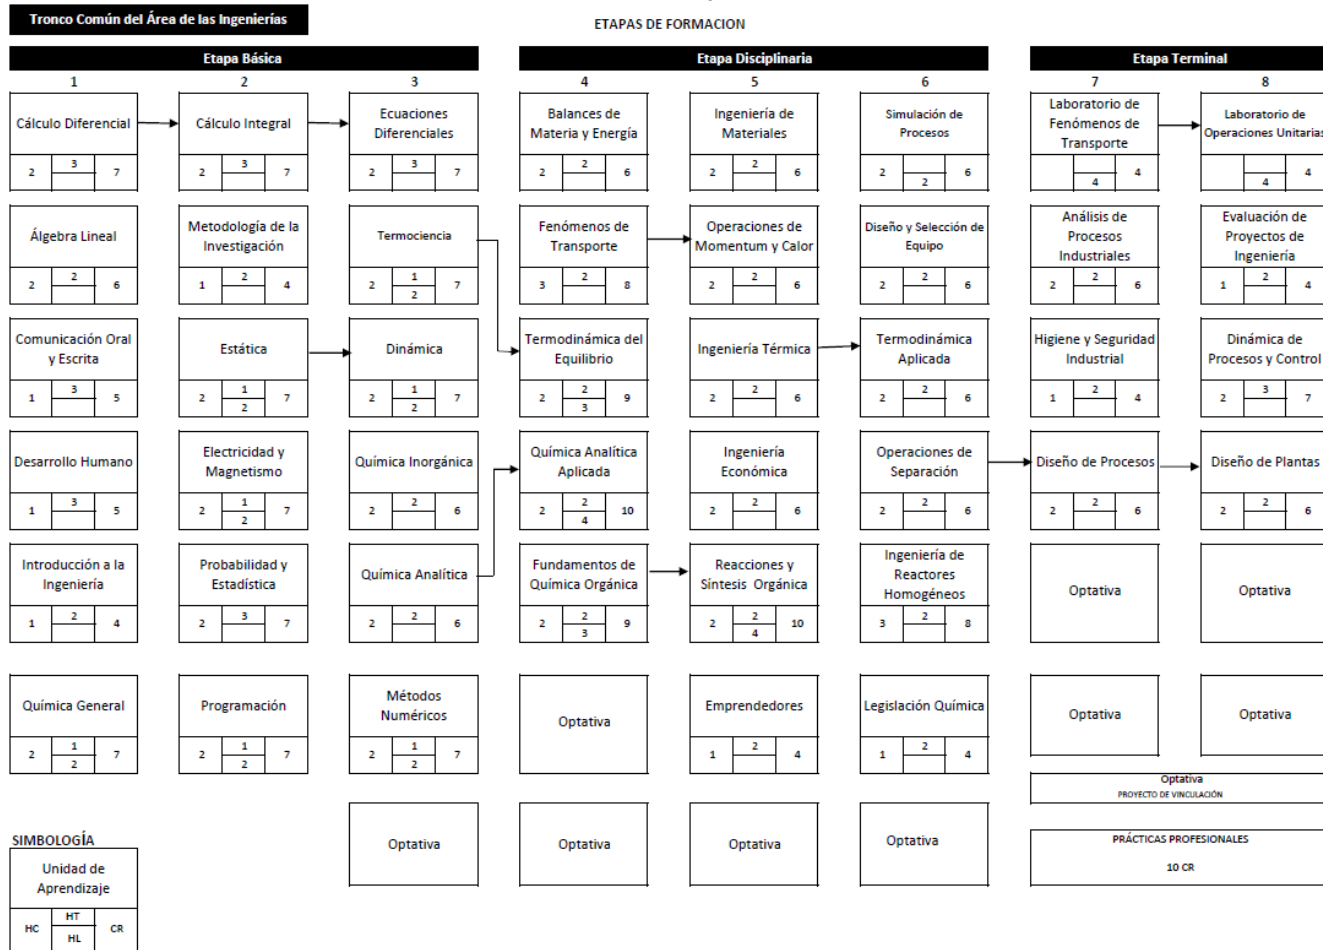 Tronco Común del Área de las Ingenierías
ETAPAS DE FORMACION
Etapa Básica
Etapa Disciplinaria
Etapa Terminal
1 2 3 4 5 6 7 8
Cálculo Diferencial
2 3 7
Cálculo Integral
2 3 7
Ecuaciones
Diferenciales
2 3 7
Balances de
Materia y Energía
2 2 6
Ingeniería de
Materiales
2 2 6
Simulación de
Procesos
2 2 6
Laboratorio de
Fenómenos de
Transporte
4 4
Laboratorio de
Operaciones Unitarias
4 4
Álgebra Lineal
2 2 6
Metodología de la
Investigación
1 2 4
Termociencia
2 1 2 7
Fenómenos de
Transporte
3 2 8
Operaciones de
Momentum y Calor
2 2 6
Diseño y Selección de
Equipo
2 2 6
Análisis de
Procesos
Industriales
2 2 6
Evaluación de
Proyectos de
Ingeniería
1 2 4
Comunicación Oral
y Escrita
1 3 5
Estática
2 1 2 7
Dinámica
2 1 2 7
Termodinámica del
Equilibrio
2 2 3 9
Ingeniería Térmica
2 2 6
Termodinámica
Aplicada
2 2 6
Higiene y Seguridad
Industrial
1 2 4
Dinámica de
Procesos y Control
2 3 7
Desarrollo Humano
1 3 5
Electricidad y
Magnetismo
2 1 2 7
Química Inorgánica
2 2 6
Química Analítica
Aplicada
2 2 4 10
Ingeniería
Económica
2 2 6
Operaciones de
Separación
2 2 6
Diseño de Procesos
2 2 6
Diseño de Plantas
2 2 6
Introducción a la
Ingeniería
1 2 4
Probabilidad y
Estadística
2 3 7
Química Analítica
2 2 6
Fundamentos de
Química Orgánica
2 2 3 9
Reacciones y
Síntesis Orgánica
2 2 4 10
Ingeniería de
Reactores
Homogéneos
3 2 8
Optativa
Optativa
Química General
2 1 2 7
Programación
2 1 2 7
Métodos
Numéricos
2 1 2 7
Optativa
Emprendedores
1 2 4
Legislación Química
1 2 4
Optativa
Optativa
Optativa
PROYECTO DE VINCULACIÓN
Optativa
Optativa
Optativa
Optativa
PRÁCTICAS PROFESIONALES
10 CR
SIMBOLOGÍA
Unidad de
Aprendizaje
HC HT HL CR